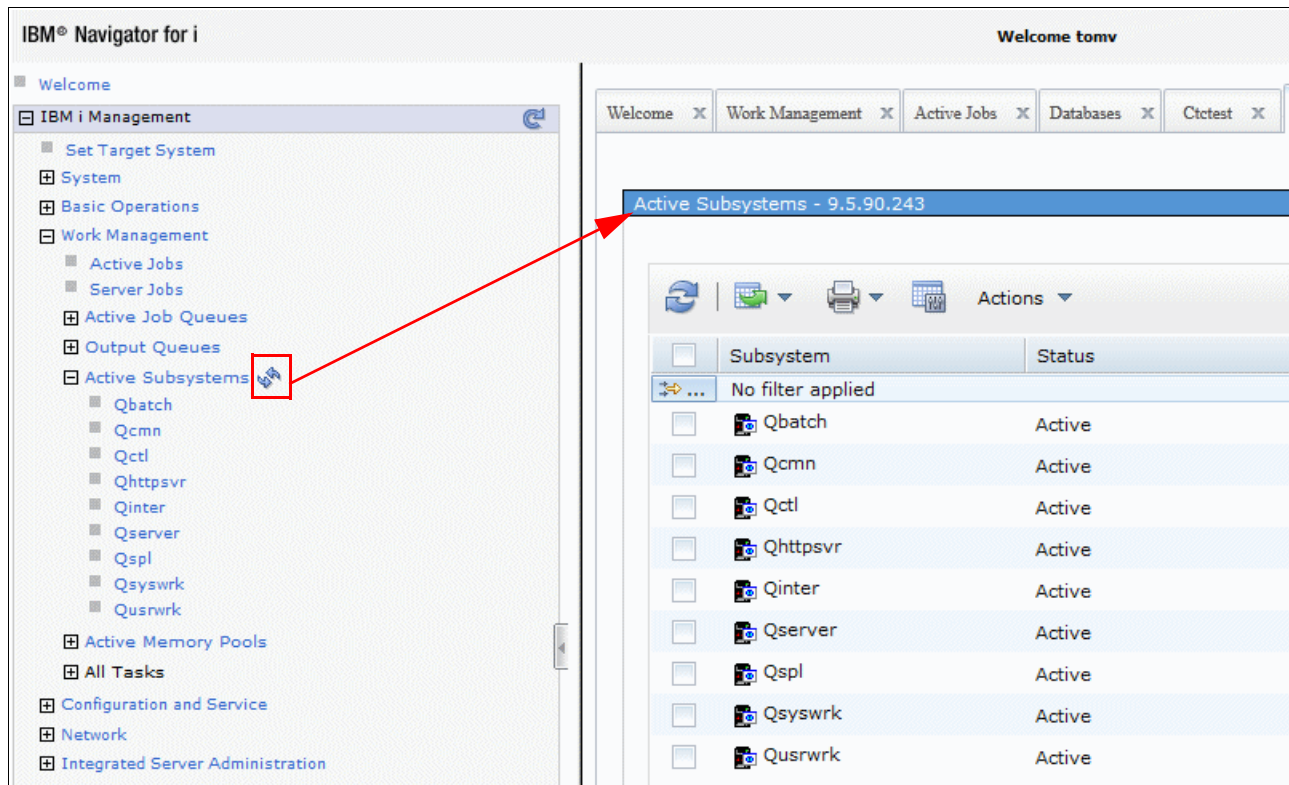 IBM® Navigator for i
Welcome tomv
Welcome
IBM i Management
Set Target System
System
Basic Operations
Work Management
Active Jobs
Server Jobs
Active Job Queues
Output Queues
Active Subsystems
Qbatch
Qcmn
Qctl
Qhttpsvr
Qinter
Qserver
Qspl
Qsyswrk
Qusrwrk
Active Memory Pools
All Tasks
Configuration and Service
Network
Integrated Server Administration
Welcome X Work Management X Active Jobs X Databases X Ctctest X
Active Subsystems - 9.5.90.243
Actions
Subsystem Status
... No filter applied
Qbatch Active
Qcmn Active
Qctl Active
Qhttpsvr Active
Qinter Active
Qserver Active
Qspl Active
Qsyswrk Active
Qusrwrk Active